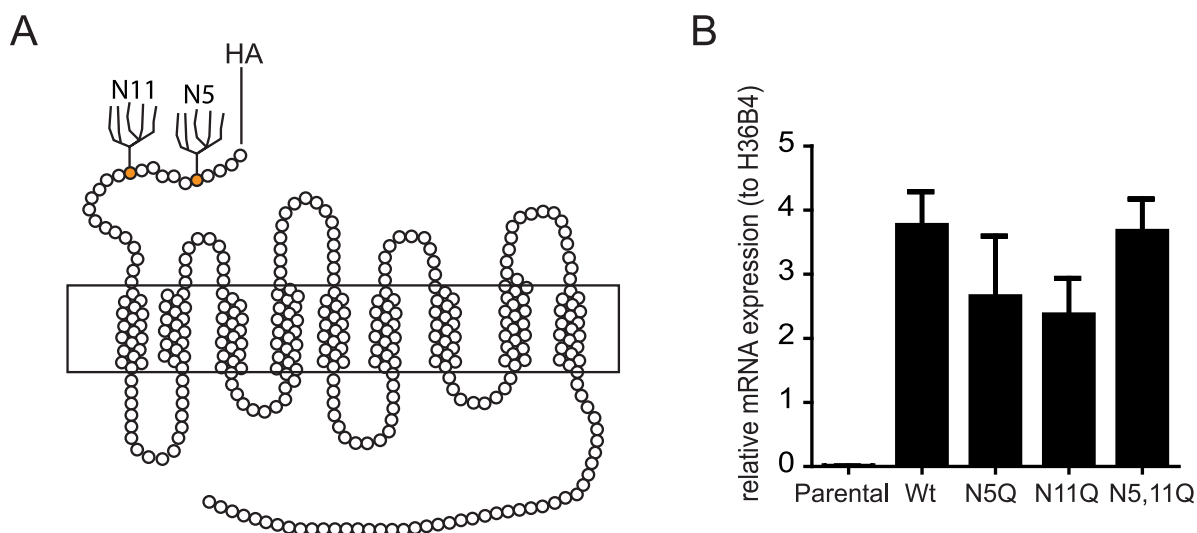 A
HA
N11
N5
B
relative mRNA expression (to H36B4)
5
4
3
2
1
0
Parental
Wt
N5Q
N11Q
N5,11Q